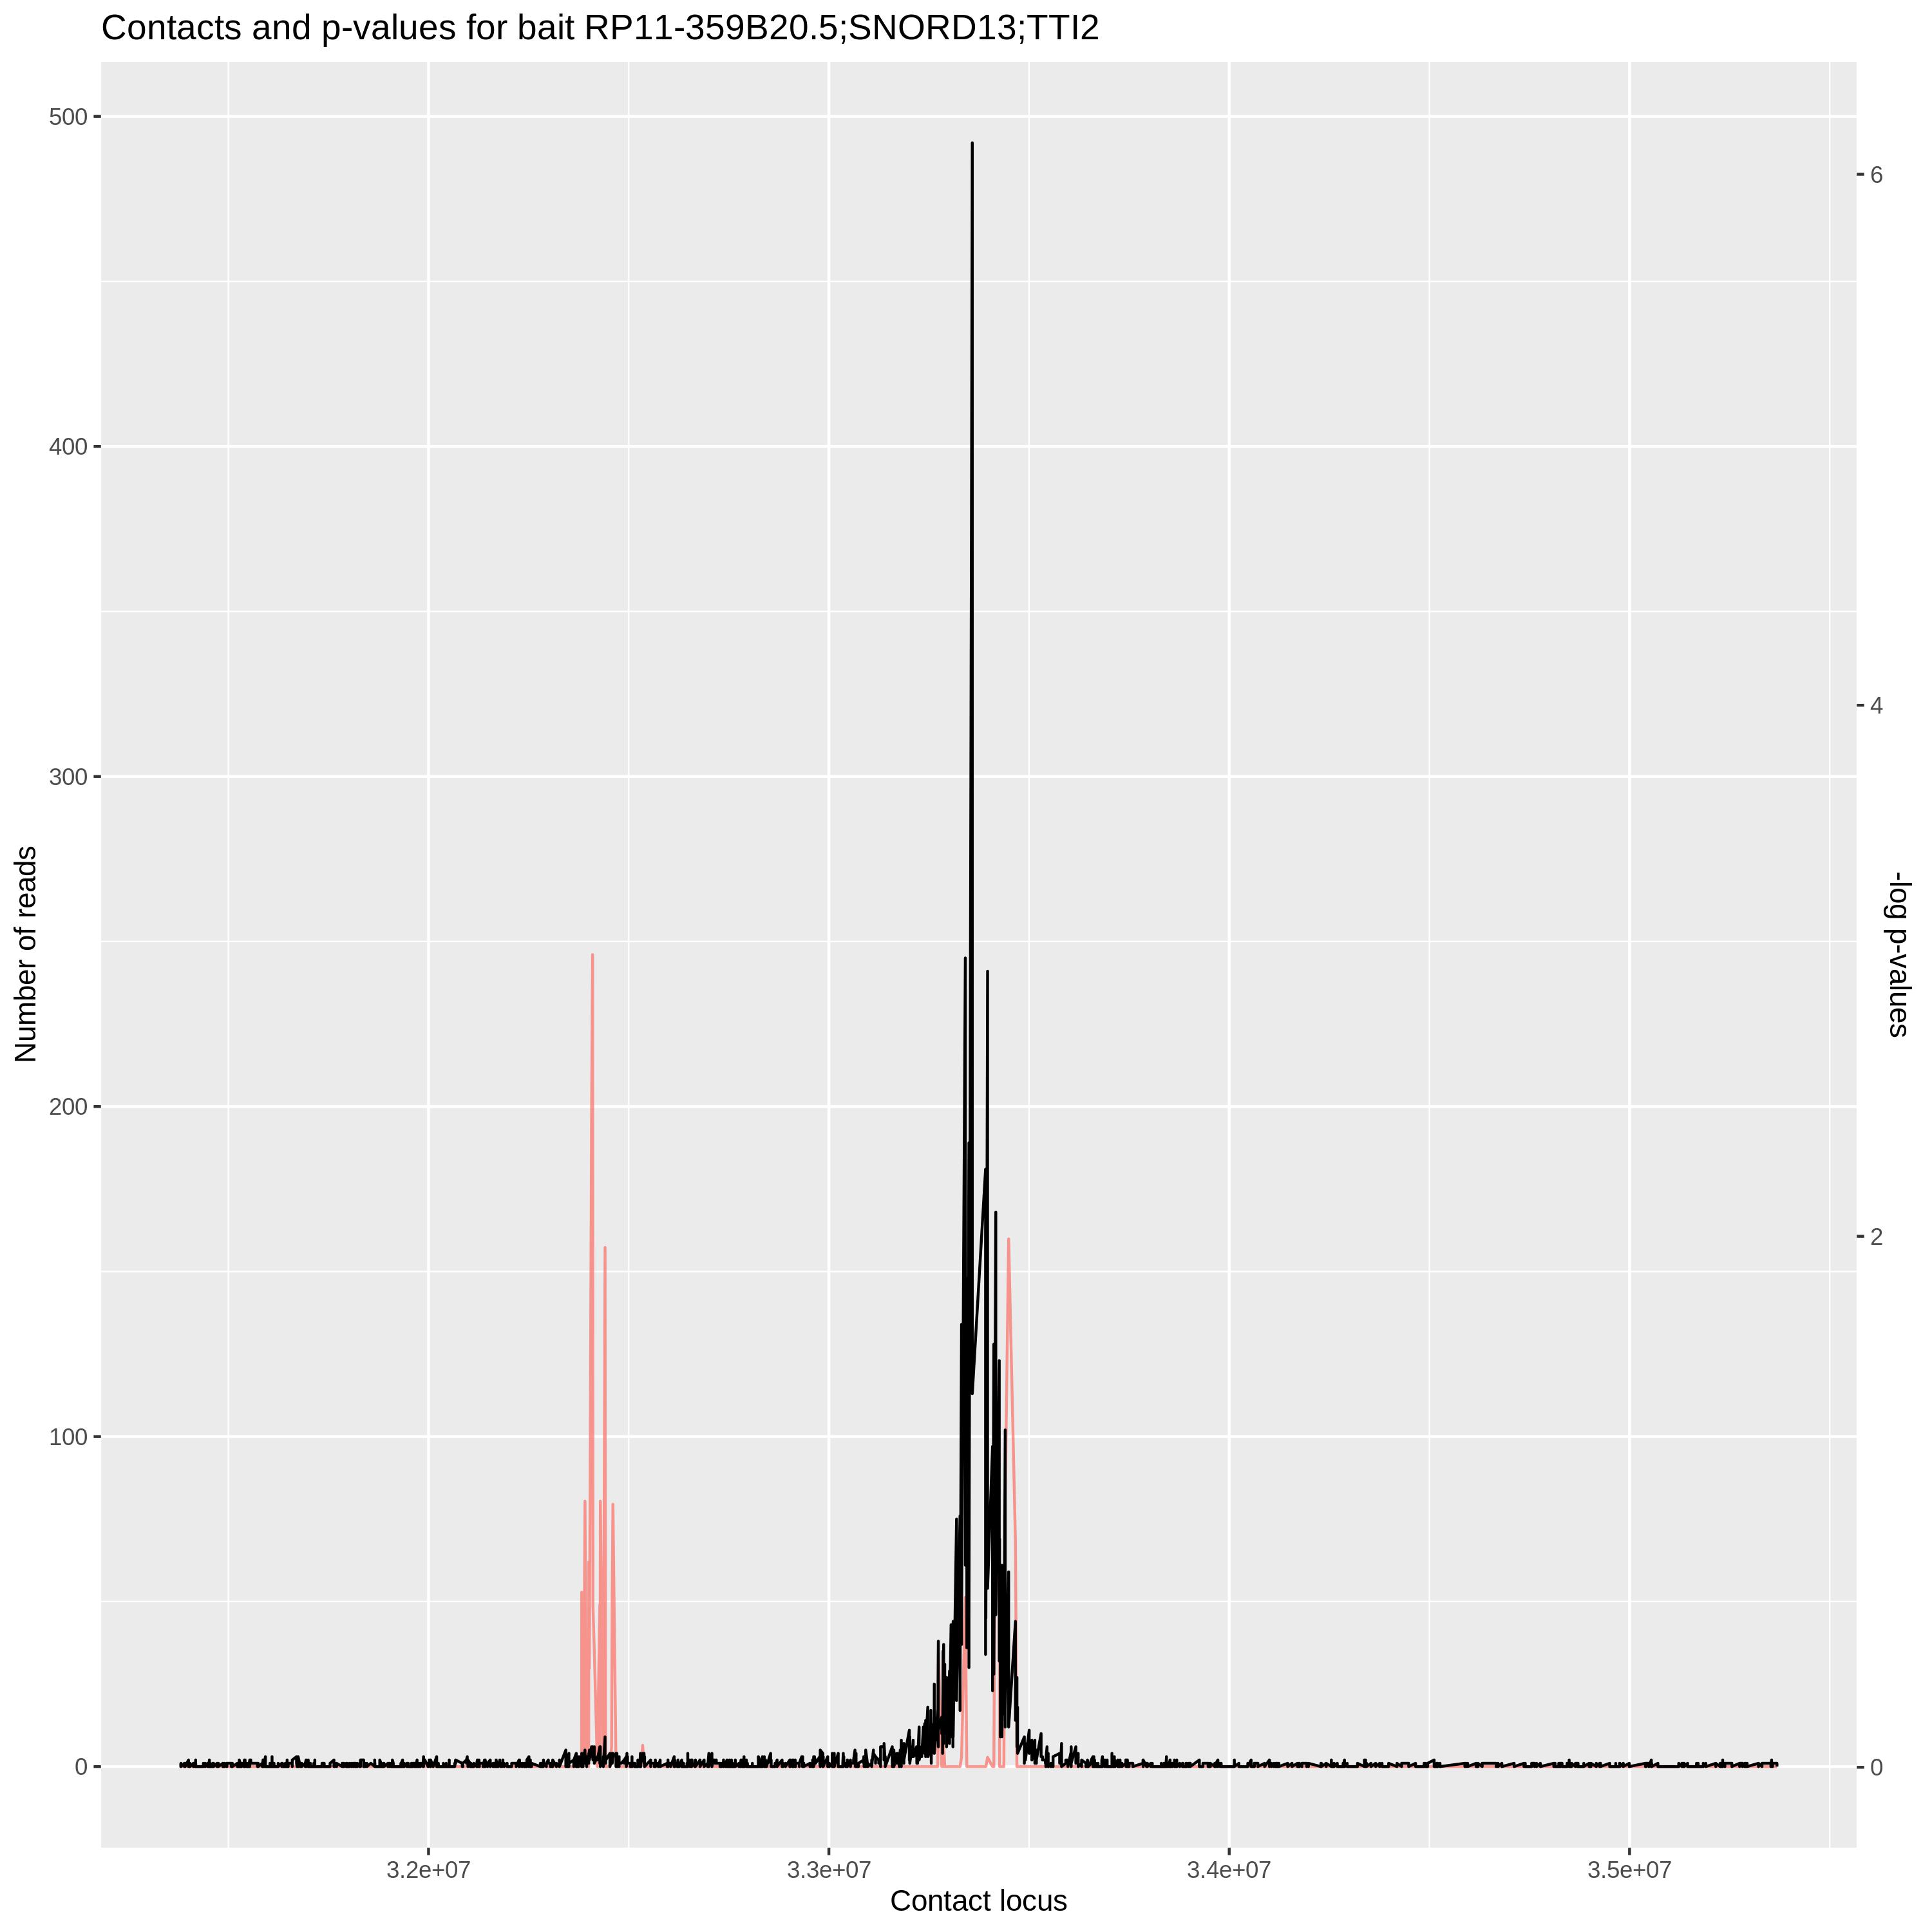 Contacts and p-values for bait RP11-359B20.5;SNORD13;TTI2
500
400
300
200
100
0
Number of reads
6
4
2
0
-log p-values
3.2e+07
3.3e+07
3.4e+07
3.5e+07
Contact locus